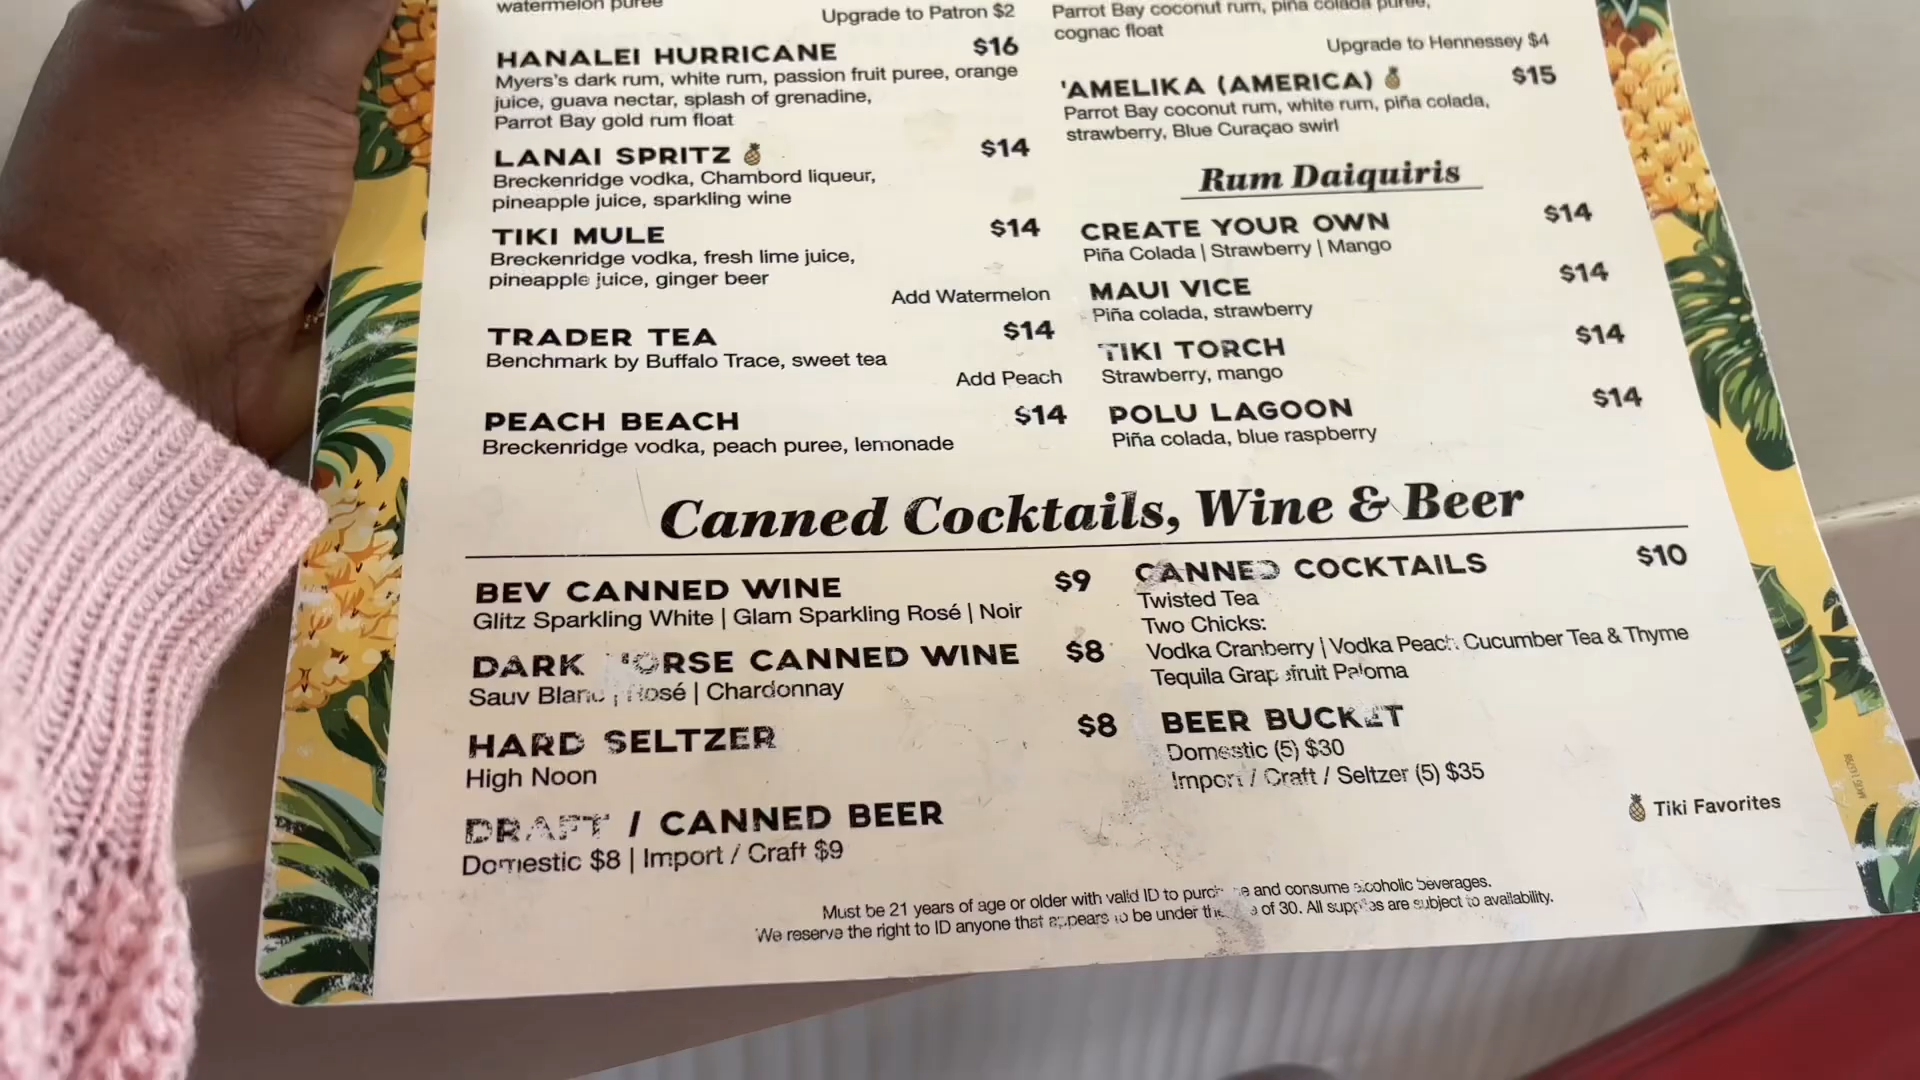 watermelon puree
Upgrade to Patron $2
HANALEI HURRICANE $16
Myers's dark rum, white rum, passion fruit puree, orange
juice, guava nectar, splash of grenadine,
Parrot Bay gold rum float
LANAI SPRITZ $14
Breckenridge vodka, Chambord liqueur,
pineapple juice, sparkling wine
TIKI MULE $14
Breckenridge vodka, fresh lime juice,
pineapple juice, ginger beer
Add Watermelon
TRADER TEA $14
Benchmark by Buffalo Trace, sweet tea
Add Peach
PEACH BEACH $14
Breckenridge vodka, peach puree, lemonade
Parrot Bay coconut rum, piña colada puree,
cognac float
Upgrade to Hennessey $4
'AMELIKA (AMERICA) $15
Parrot Bay coconut rum, white rum, piña colada,
strawberry, Blue Curaçao swirl
Rum Daiquiris
CREATE YOUR OWN $14
Piña Colada | Strawberry | Mango
MAUI VICE $14
Piña colada, strawberry
TIKI TORCH $14
Strawberry, mango
POLU LAGOON $14
Piña colada, blue raspberry
Canned Cocktails, Wine & Beer
BEV CANNED WINE $9
Glitz Sparkling White | Glam Sparkling Rosé | Noir
DARK HORSE CANNED WINE $8
Sauv Blanc | Rosé | Chardonnay
HARD SELTZER $8
High Noon
DRAFT / CANNED BEER
Domestic $8 | Import / Craft $9
CANNED COCKTAILS $10
Twisted Tea
Two Chicks:
Vodka Cranberry | Vodka Peach Cucumber Tea & Thyme
Tequila Grapefruit Paloma
BEER BUCKET
Domestic (5) $30
Import / Craft / Seltzer (5) $35
Tiki Favorites
Must be 21 years of age or older with valid ID to purchase and consume alcoholic beverages.
We reserve the right to ID anyone that appears to be under the age of 30. All supplies are subject to availability.